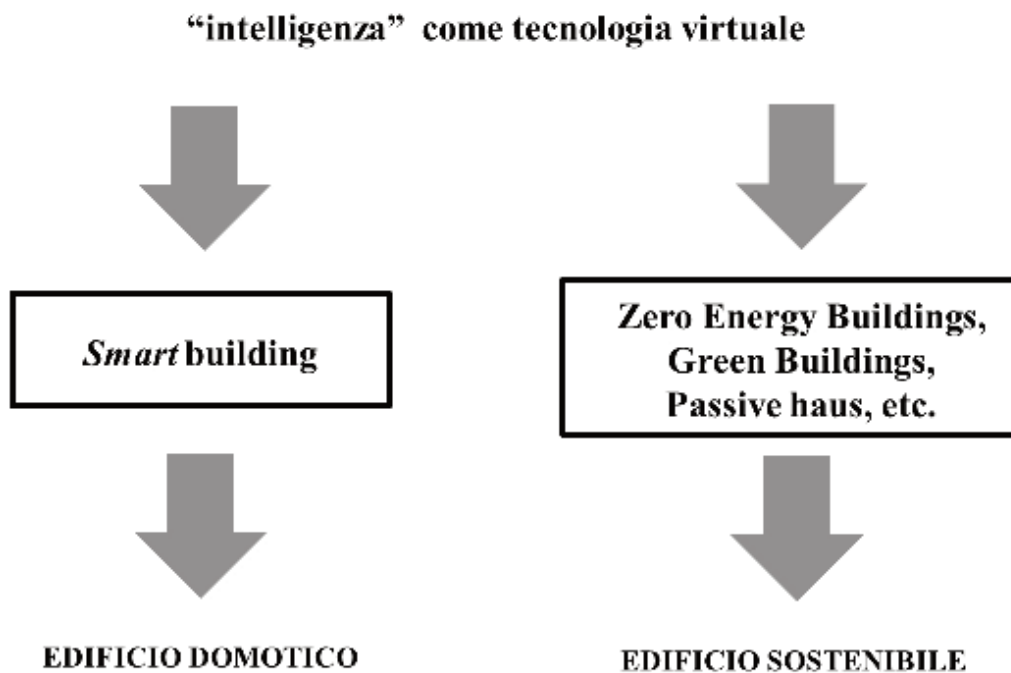 “intelligenza” come tecnologia virtuale
Smart building
Zero Energy Buildings,
Green Buildings,
Passive haus, etc.
EDIFICIO DOMOTICO
EDIFICIO SOSTENIBILE